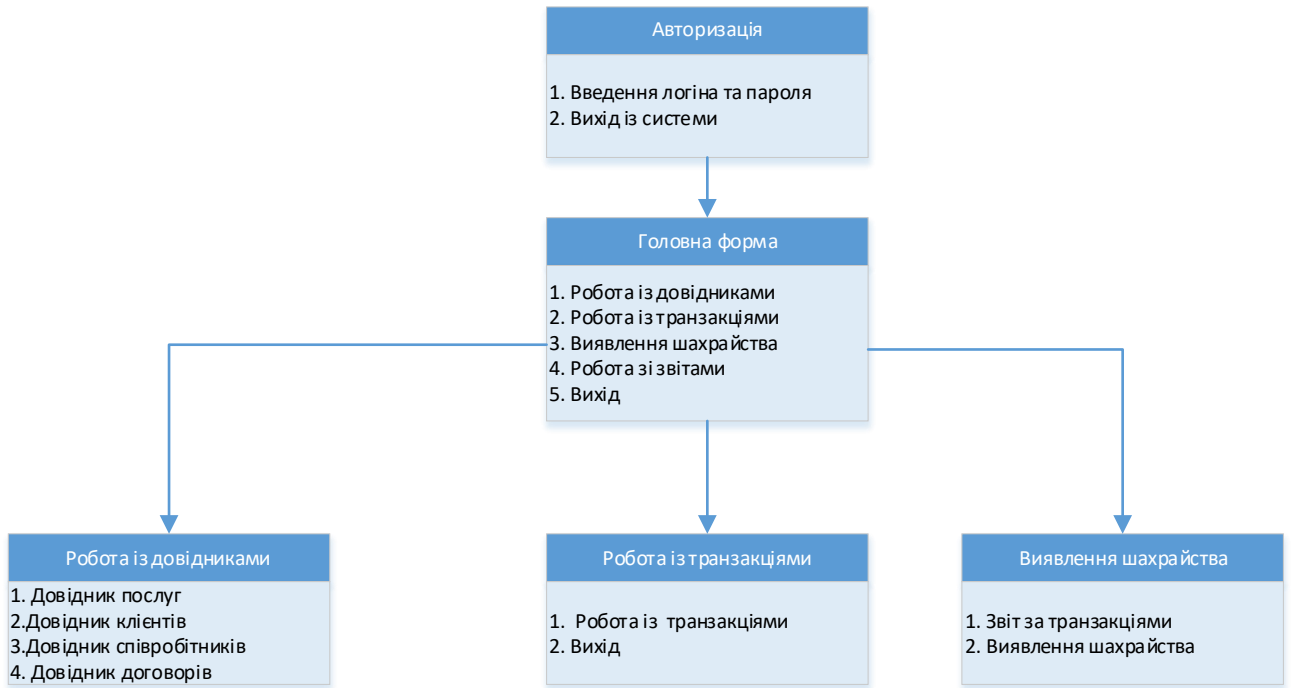 Авторизація
1. Введення логіна та пароля
2. Вихід із системи
Головна форма
1. Робота із довідниками
2. Робота із транзакціями
3. Виявлення шахрайства
4. Робота зі звітами
5. Вихід
Робота із довідниками
1. Довідник послуг
2.Довідник клієнтів
3.Довідник співробітників
4. Довідник договорів
Робота із транзакціями
1. Робота із транзакціями
2. Вихід
Виявлення шахрайства
1. Звіт за транзакціями
2. Виявлення шахрайства